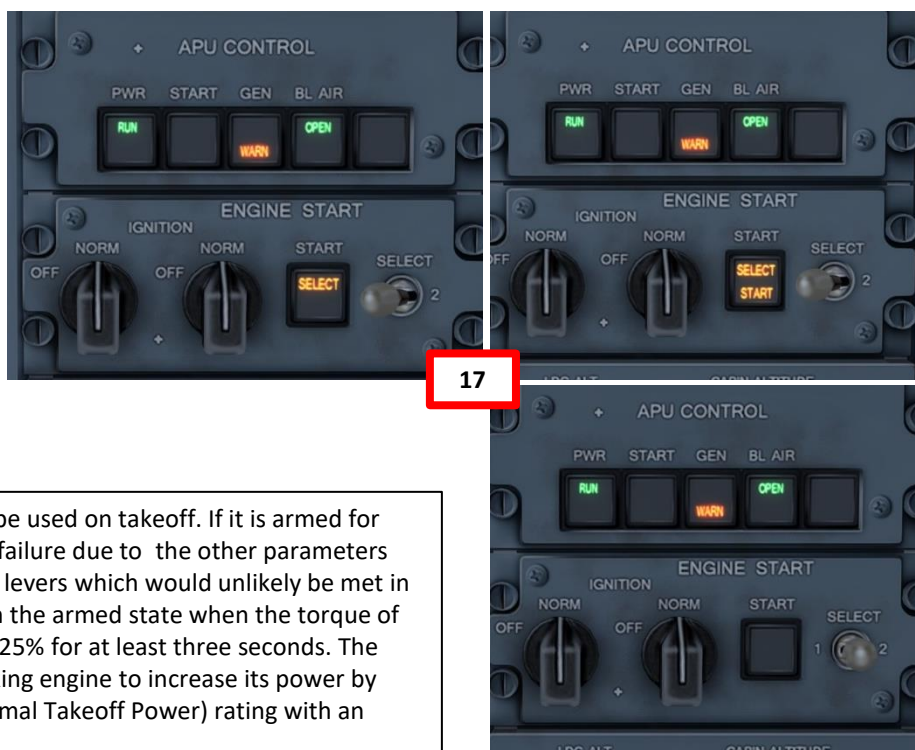 APU CONTROL
PWR START GEN BL AIR
RUN WARN OPEN
ENGINE START
IGNITION
NORM NORM START SELECT
OFF OFF SELECT 2
APU CONTROL
PWR START GEN BL AIR
RUN WARN OPEN
ENGINE START
IGNITION
NORM NORM START SELECT
OFF SELECT 2
START
17
APU CONTROL
PWR START GEN BL AIR
RUN WARN OPEN
ENGINE START
IGNITION
NORM NORM START SELECT
OFF OFF 1 2
be used on takeoff. If it is armed for
failure due to the other parameters
levers which would unlikely be met in
the armed state when the torque of
25% for at least three seconds. The
ing engine to increase its power by
mal Takeoff Power) rating with an